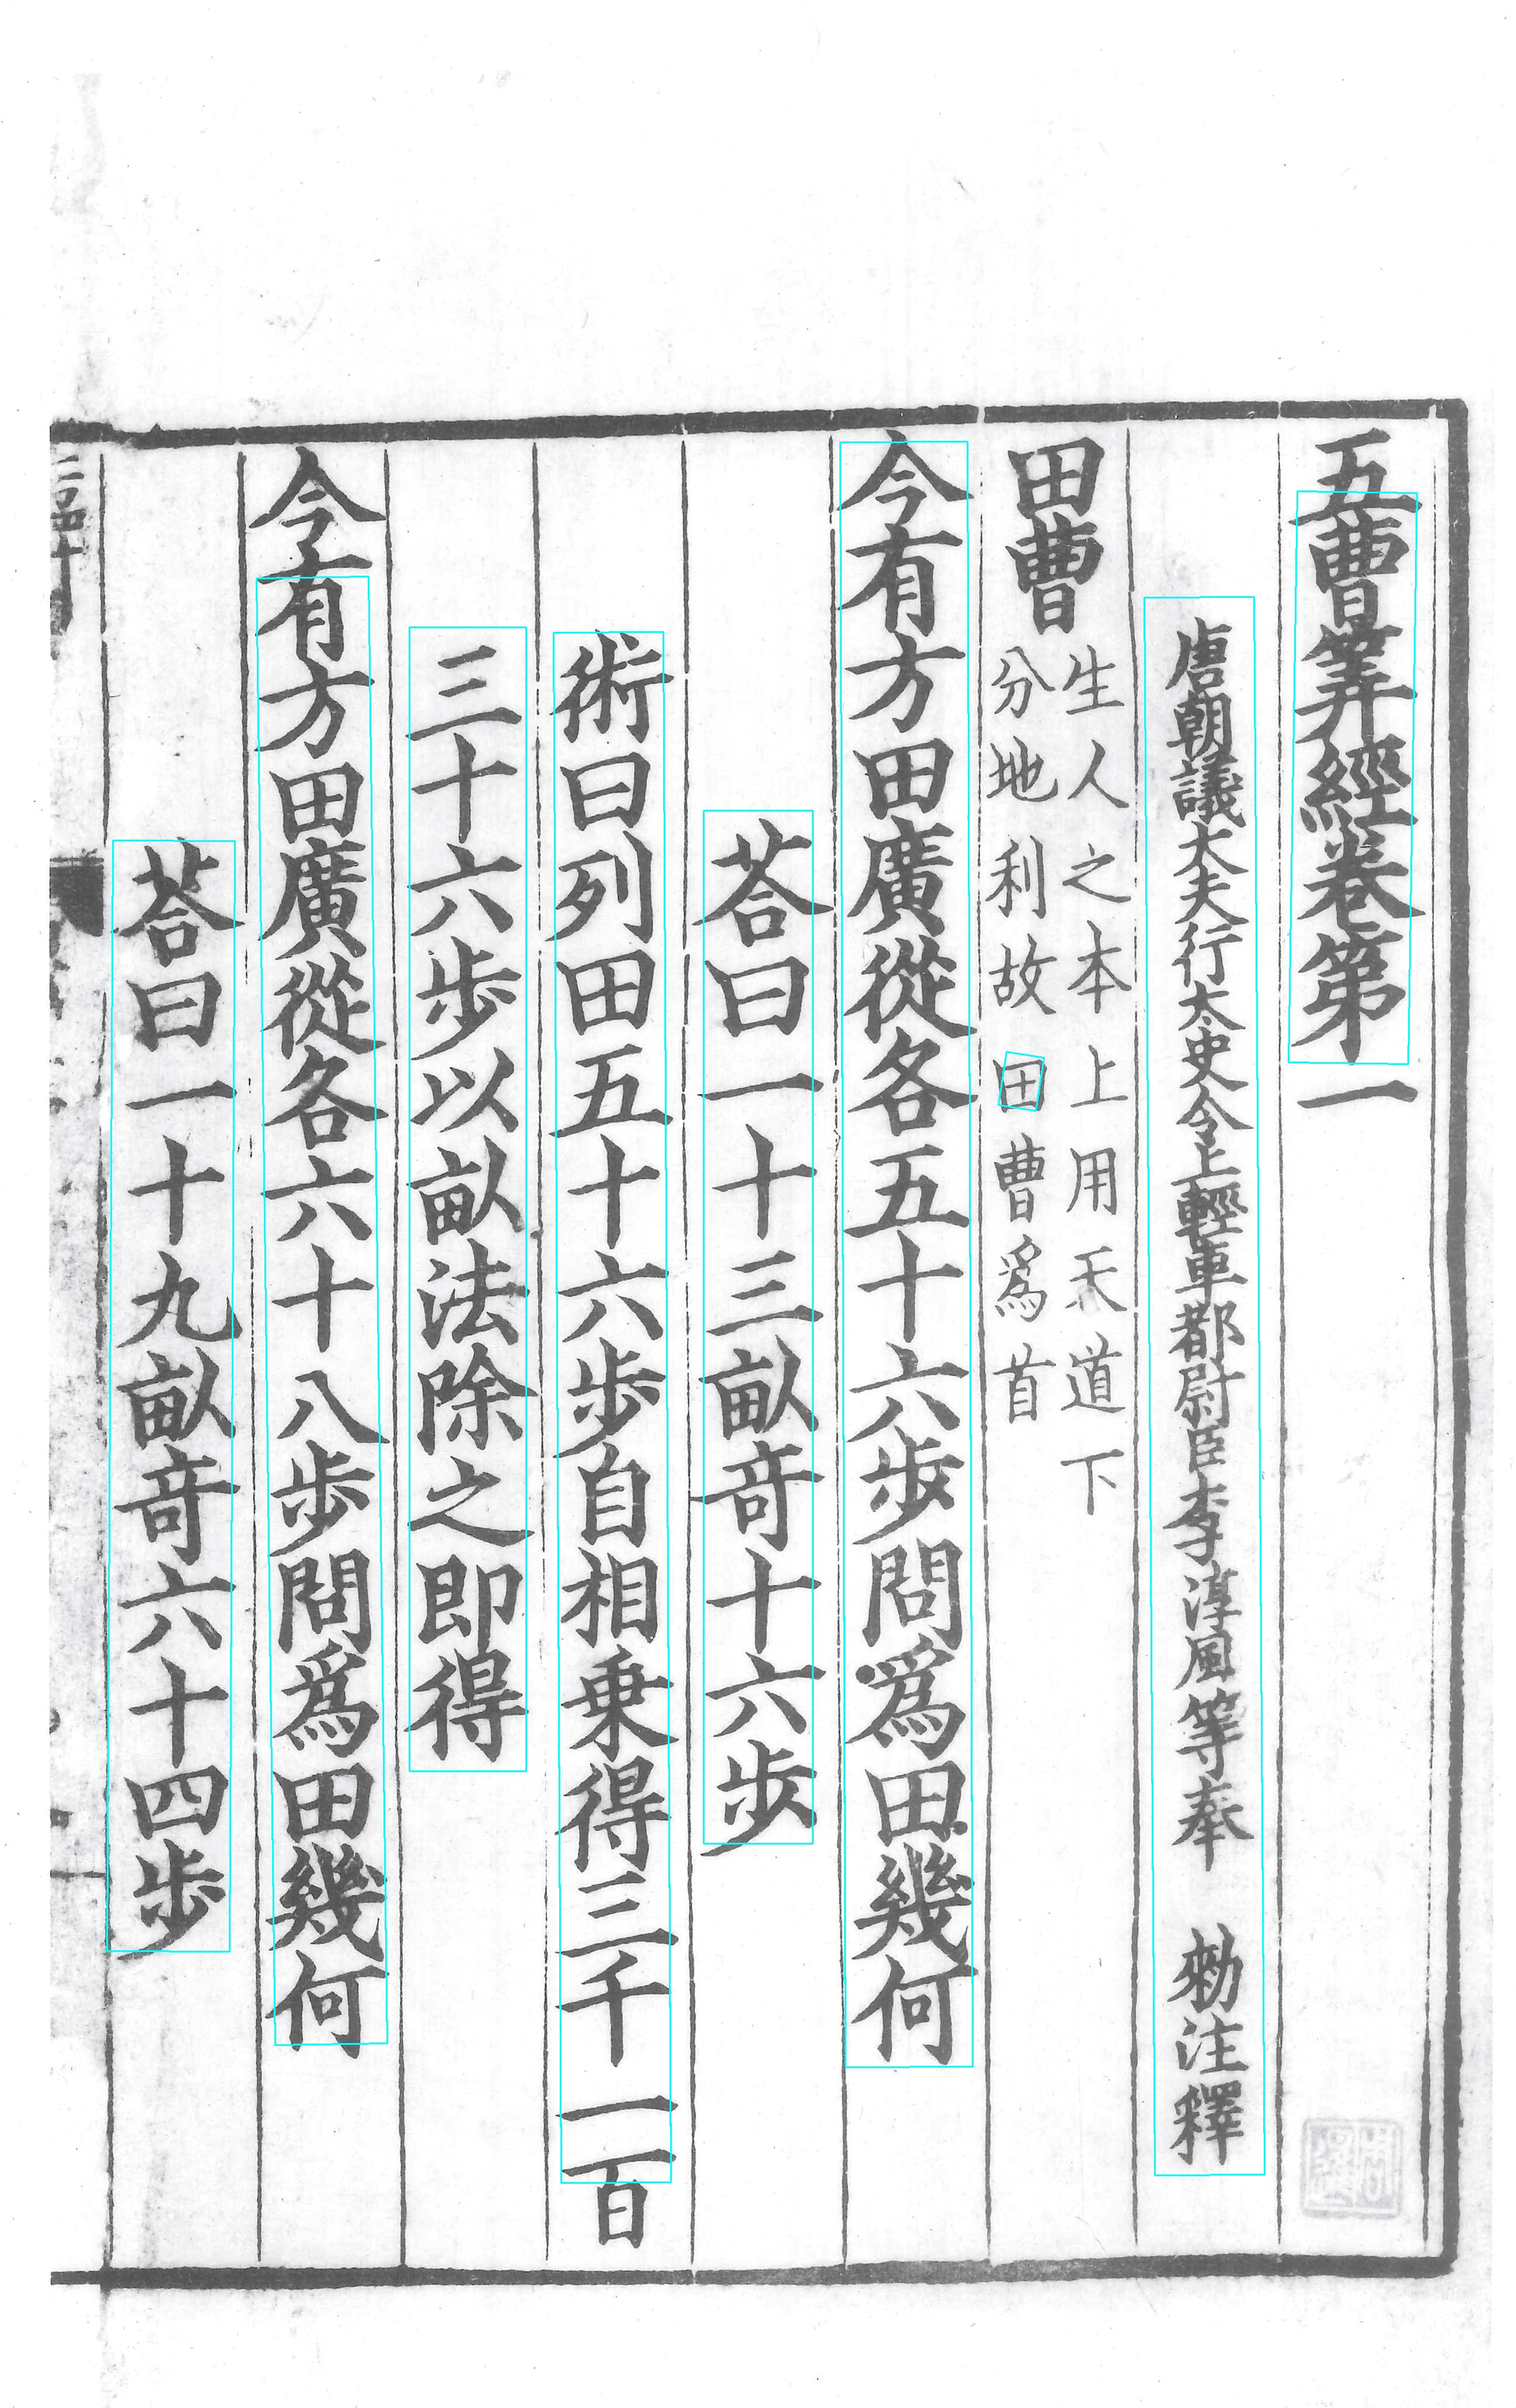 五曹筭經卷第一
唐朝議大夫行太史令上輕車都尉臣李淳風等奉　勑注釋
田曹
生人之本上用天道下
分地利故田曹爲首
今有方田廣從各五十六步問爲田幾何
荅曰一十三畝竒十六步
術曰列田五十六步自相乗得三千一百
三十六步以畝法除之即得
今有方田廣從各六十八步問爲田幾何
荅曰一十九畝竒六十四步